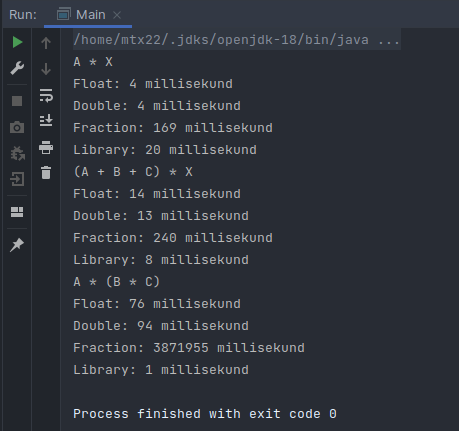 Run: Main
/home/mtx22/.jdks/openjdk-18/bin/java ...
A * X
Float: 4 millisekund
Double: 4 millisekund
Fraction: 169 millisekund
Library: 20 millisekund
(A + B + C) * X
Float: 14 millisekund
Double: 13 millisekund
Fraction: 240 millisekund
Library: 8 millisekund
A * (B * C)
Float: 76 millisekund
Double: 94 millisekund
Fraction: 3871955 millisekund
Library: 1 millisekund
Process finished with exit code 0